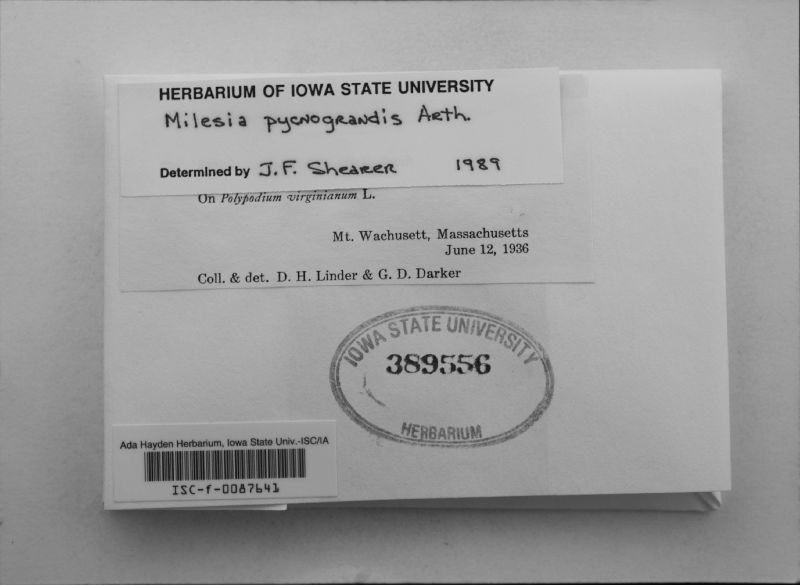 HERBARIUM OF IOWA STATE UNIVERSITY
Milesia pycnograndis Arth.
Determined by J.F. Shearer 1989
On Polypodium virginianum L.
Mt. Wachusett, Massachusetts
June 12, 1936
Coll. & det. D. H. Linder & G. D. Darker
IOWA STATE UNIVERSITY
389556
HERBARIUM
Ada Hayden Herbarium, Iowa State Univ.-ISC/IA
ISC-f-0087641